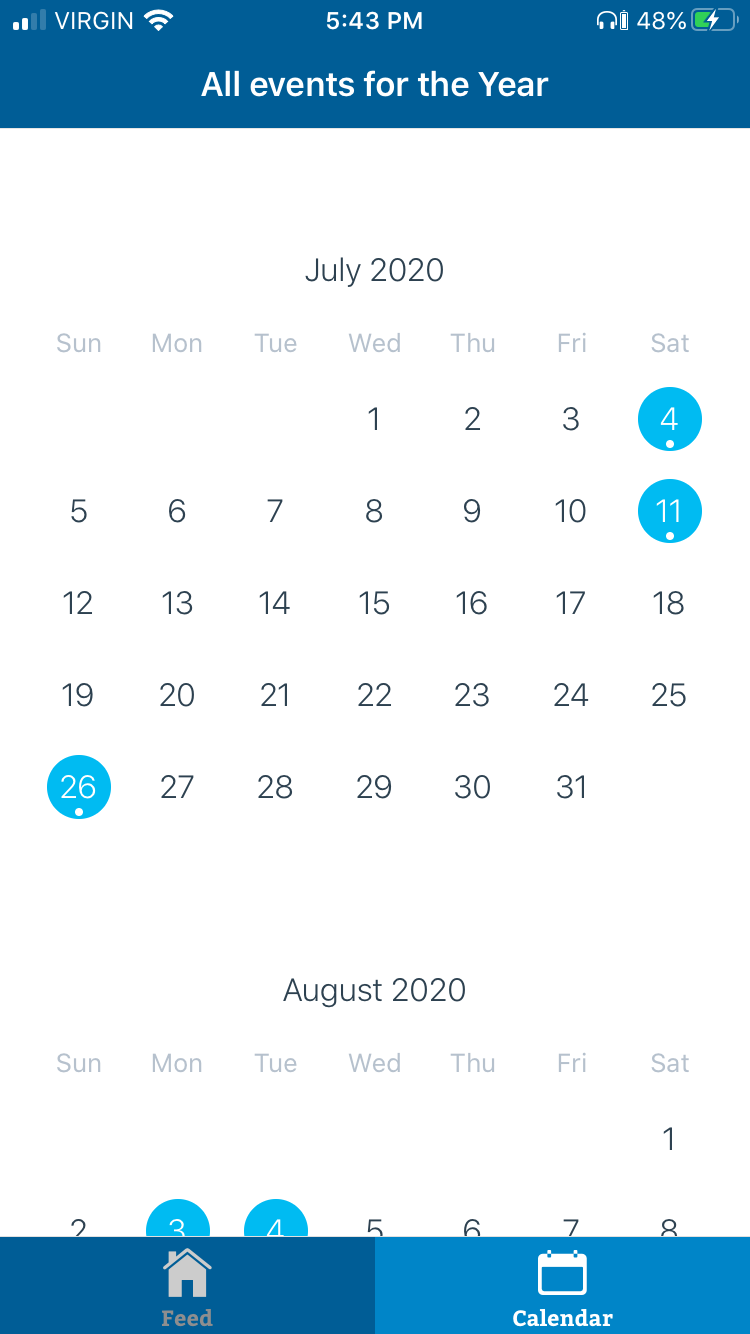 VIRGIN 5:43 PM 48%
All events for the Year
July 2020
Sun Mon Tue Wed Thu Fri Sat
1 2 3 4
5 6 7 8 9 10 11
12 13 14 15 16 17 18
19 20 21 22 23 24 25
26 27 28 29 30 31
August 2020
Sun Mon Tue Wed Thu Fri Sat
1
2 3 4 5 6 7 8
Feed Calendar